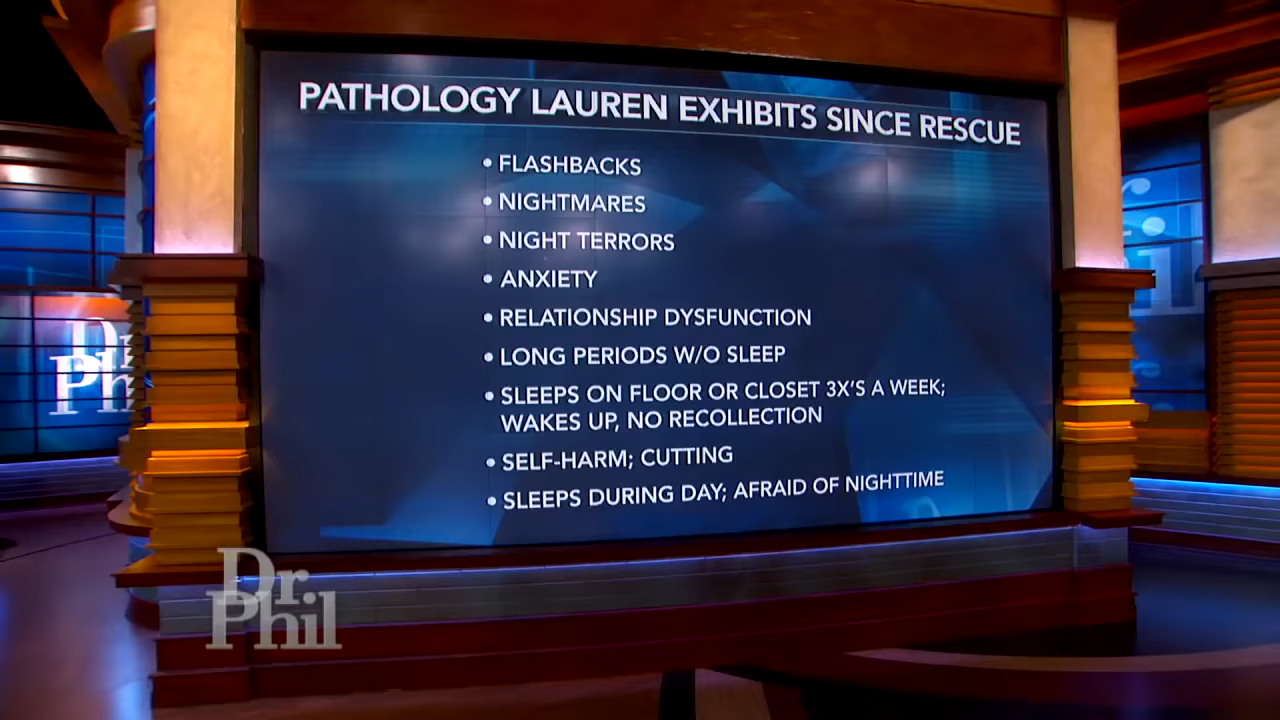 PATHOLOGY LAUREN EXHIBITS SINCE RESCUE
• FLASHBACKS
• NIGHTMARES
• NIGHT TERRORS
• ANXIETY
• RELATIONSHIP DYSFUNCTION
• LONG PERIODS W/O SLEEP
• SLEEPS ON FLOOR OR CLOSET 3X'S A WEEK;
WAKES UP, NO RECOLLECTION
• SELF-HARM; CUTTING
• SLEEPS DURING DAY; AFRAID OF NIGHTTIME
Dr.
Ph
Dr.
Phil